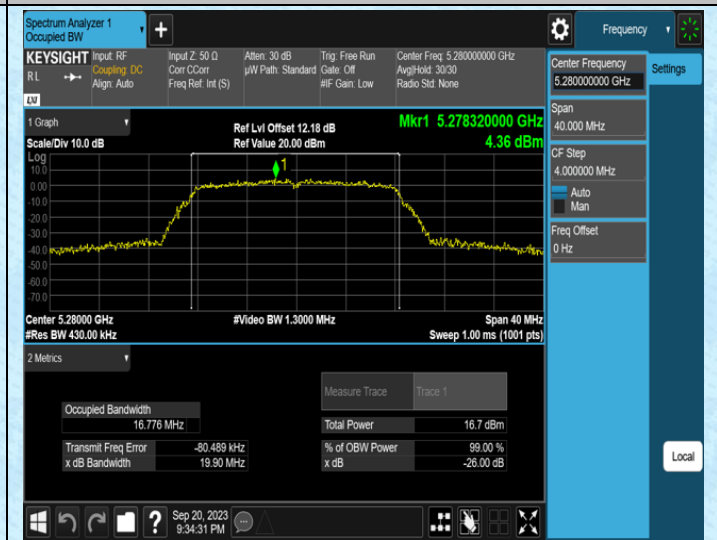 Spectrum Analyzer 1
Occupied BW
+
Frequency
KEYSIGHT
RL
LXI
Input: RF
Coupling: DC
Align: Auto
Input Z: 50 Ω
Corr CCorr
Freq Ref: Int (S)
Atten: 30 dB
µW Path: Standard
Trig: Free Run
Gate: Off
#IF Gain: Low
Center Freq: 5.280000000 GHz
Avg|Hold: 30/30
Radio Std: None
Center Frequency
5.280000000 GHz
Settings
Span
40.000 MHz
CF Step
4.000000 MHz
Auto
Man
Freq Offset
0 Hz
Local
1 Graph
Scale/Div 10.0 dB
Ref Lvl Offset 12.18 dB
Ref Value 20.00 dBm
Mkr1 5.278320000 GHz
4.36 dBm
Log
10.0
0.00
-10.0
-20.0
-30.0
-40.0
-50.0
-60.0
-70.0
1
Center 5.28000 GHz
#Res BW 430.00 kHz
#Video BW 1.3000 MHz
Span 40 MHz
Sweep 1.00 ms (1001 pts)
2 Metrics
Measure Trace Trace 1
Occupied Bandwidth
16.776 MHz
Total Power 16.7 dBm
Transmit Freq Error -80.489 kHz
% of OBW Power 99.00 %
x dB Bandwidth 19.90 MHz
x dB -26.00 dB
?
Sep 20, 2023
9:34:31 PM